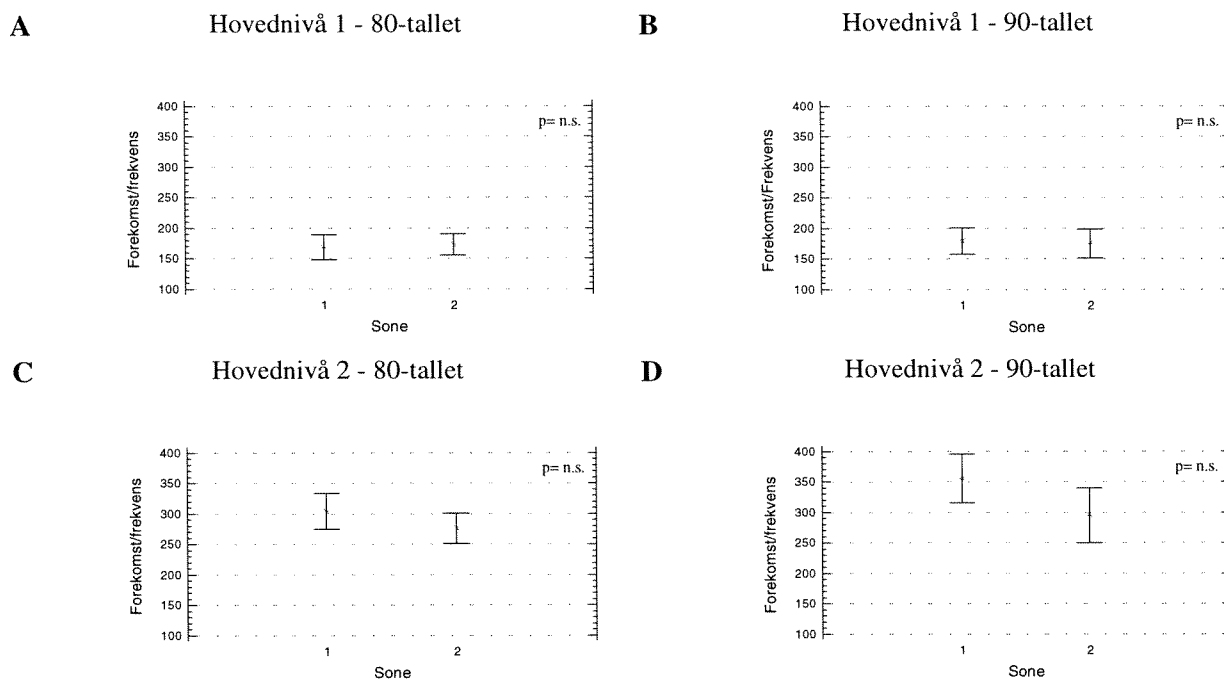 A
Hovednivå 1 - 80-tallet
400
350
300
250
200
150
100
Forekomst/frekvens
p= n.s.
1
2
Sone
B
Hovednivå 1 - 90-tallet
400
350
300
250
200
150
100
Forekomst/Frekvens
p= n.s.
1
2
Sone
C
Hovednivå 2 - 80-tallet
400
350
300
250
200
150
100
Forekomst/frekvens
p= n.s.
1
2
Sone
D
Hovednivå 2 - 90-tallet
400
350
300
250
200
150
100
Forekomst/frekvens
p= n.s.
1
2
Sone